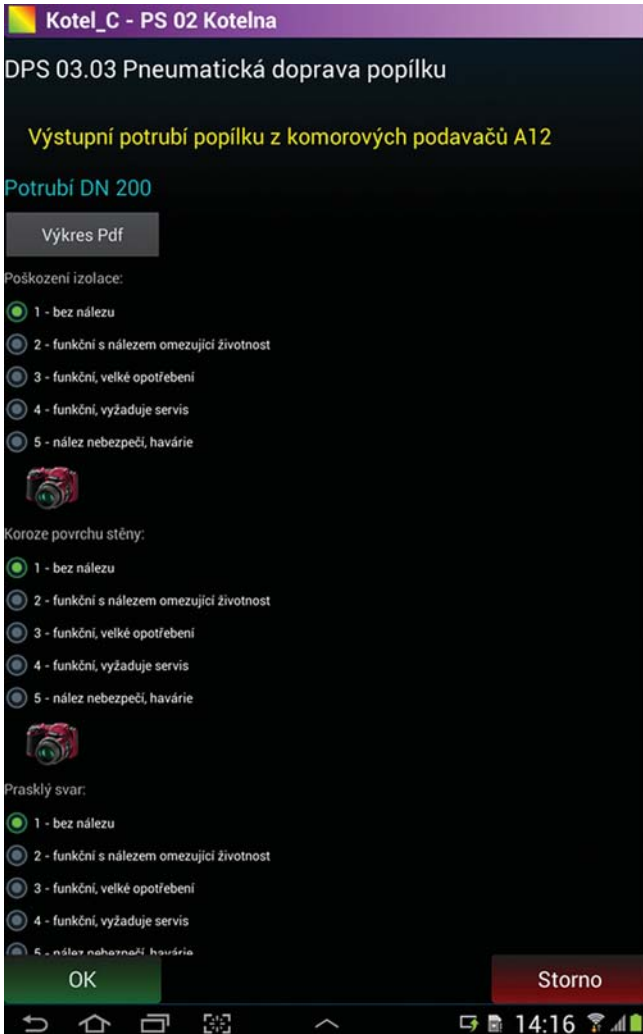 Kotel_C - PS 02 Kotelna
DPS 03.03 Pneumatická doprava popílku
Výstupní potrubí popílku z komorových podavačů A12
Potrubí DN 200
Výkres Pdf
Poškození izolace:
1 - bez nálezu
2 - funkční s nálezem omezující životnost
3 - funkční, velké opotřebení
4 - funkční, vyžaduje servis
5 - nález nebezpečí, havárie
Koroze povrchu stěny:
1 - bez nálezu
2 - funkční s nálezem omezující životnost
3 - funkční, velké opotřebení
4 - funkční, vyžaduje servis
5 - nález nebezpečí, havárie
Prasklý svar:
1 - bez nálezu
2 - funkční s nálezem omezující životnost
3 - funkční, velké opotřebení
4 - funkční, vyžaduje servis
5 - nález nebezpečí, havárie
OK Storno
14:16